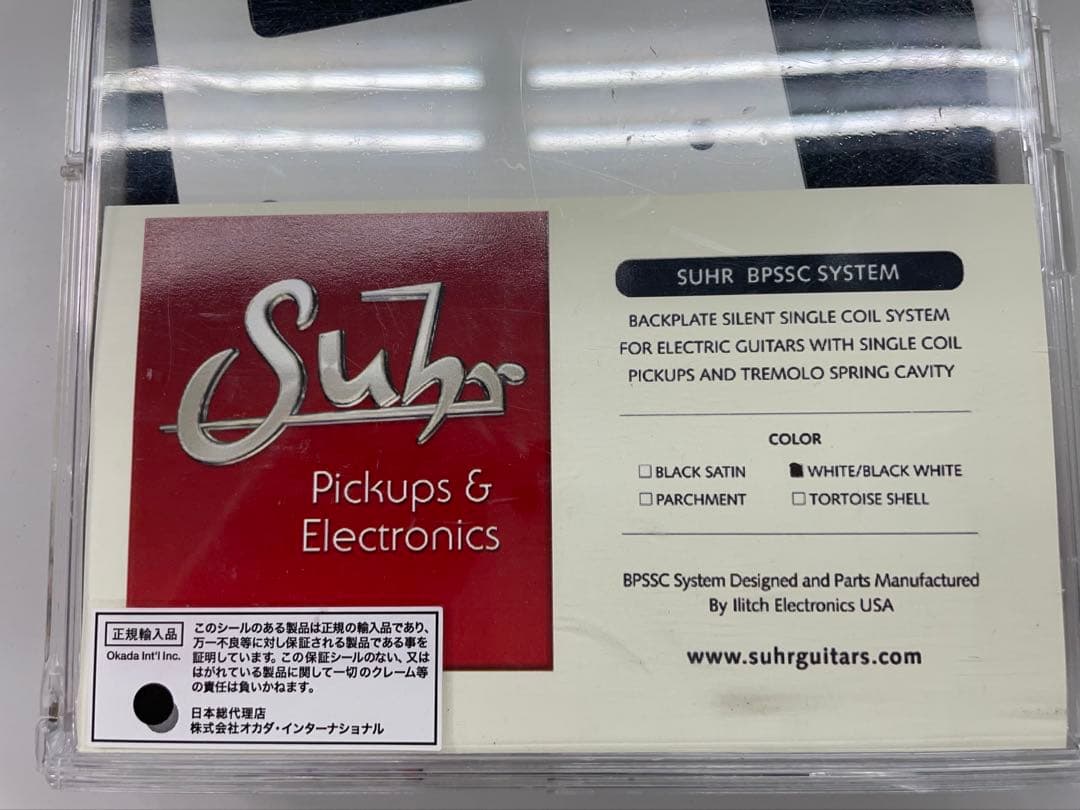 Suhr
Pickups &
Electronics
SUHR BPSSC SYSTEM
BACKPLATE SILENT SINGLE COIL SYSTEM
FOR ELECTRIC GUITARS WITH SINGLE COIL
PICKUPS AND TREMOLO SPRING CAVITY
COLOR
BLACK SATIN
WHITE/BLACK WHITE
PARCHMENT
TORTOISE SHELL
BPSSC System Designed and Parts Manufactured
By Ilitch Electronics USA
www.suhrguitars.com
正規輸入品
Okada Int'l Inc.
このシールのある製品は正規の輸入品であり、
万一不良等に対し保証される製品である事を
証明しています。この保証シールのない、又は
はがれている製品に関して一切のクレーム等
の責任は負いかねます。
日本総代理店
株式会社オカダ・インターナショナル